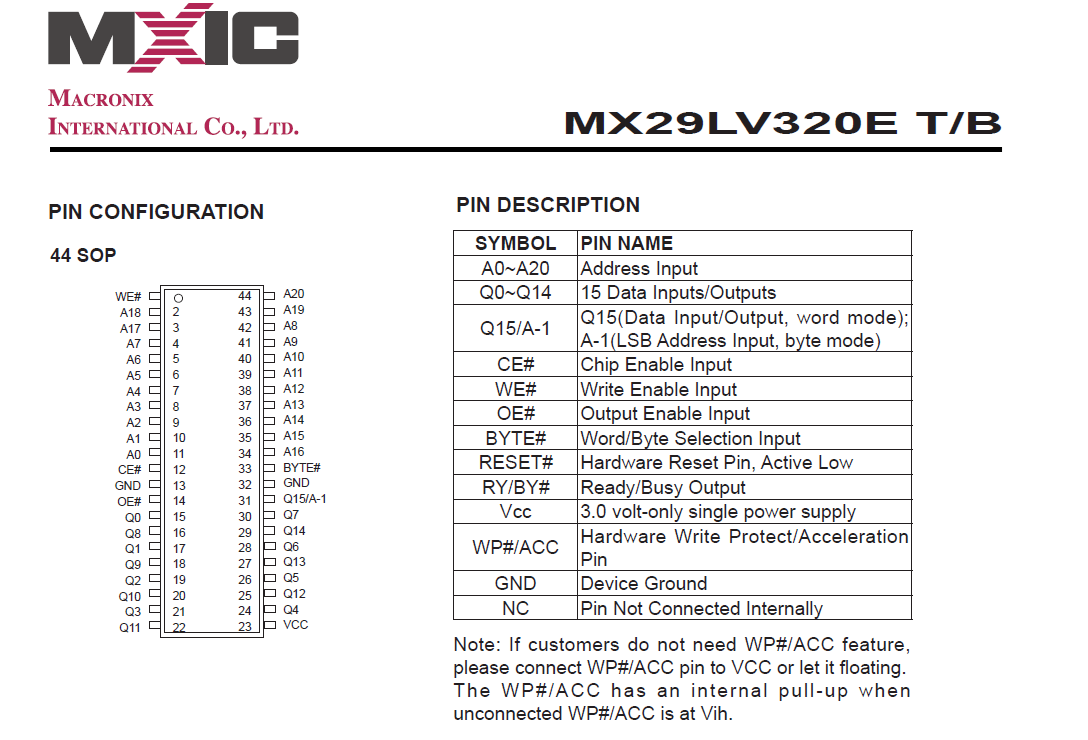 MXIC
MACRONIX
INTERNATIONAL CO., LTD.
MX29LV320E T/B
PIN CONFIGURATION
44 SOP
WE# 44 A20
A18 2 43 A19
A17 3 42 A8
A7 4 41 A9
A6 5 40 A10
A5 6 39 A11
A4 7 38 A12
A3 8 37 A13
A2 9 36 A14
A1 10 35 A15
A0 11 34 A16
CE# 12 33 BYTE#
GND 13 32 GND
OE# 14 31 Q15/A-1
Q0 15 30 Q7
Q8 16 29 Q14
Q1 17 28 Q6
Q9 18 27 Q13
Q2 19 26 Q5
Q10 20 25 Q12
Q3 21 24 Q4
Q11 22 23 VCC
PIN DESCRIPTION
SYMBOL PIN NAME
A0~A20 Address Input
Q0~Q14 15 Data Inputs/Outputs
Q15/A-1 Q15(Data Input/Output, word mode);
A-1(LSB Address Input, byte mode)
CE# Chip Enable Input
WE# Write Enable Input
OE# Output Enable Input
BYTE# Word/Byte Selection Input
RESET# Hardware Reset Pin, Active Low
RY/BY# Ready/Busy Output
Vcc 3.0 volt-only single power supply
WP#/ACC Hardware Write Protect/Acceleration
Pin
GND Device Ground
NC Pin Not Connected Internally
Note: If customers do not need WP#/ACC feature,
please connect WP#/ACC pin to VCC or let it floating.
The WP#/ACC has an internal pull-up when
unconnected WP#/ACC is at Vih.